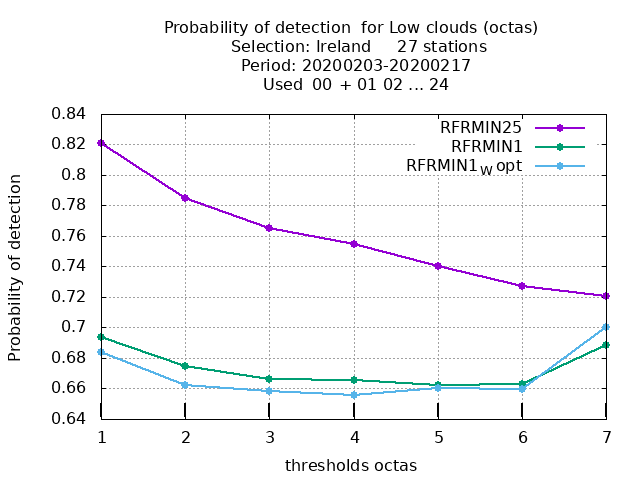 Probability of detection  for Low clouds (octas)
Selection: Ireland     27 stations
Period: 20200203-20200217
Used  00 + 01 02 ... 24
0.84
0.82
0.8
0.78
0.76
0.74
0.72
0.7
0.68
0.66
0.64
Probability of detection
RFRMIN25
RFRMIN1
RFRMIN1W opt
1 2 3 4 5 6 7
thresholds octas